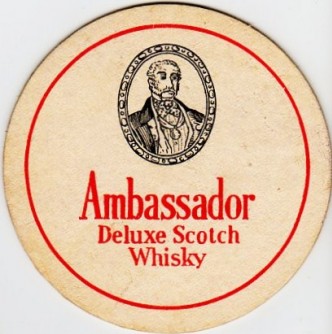 Ambassador
Deluxe Scotch
Whisky